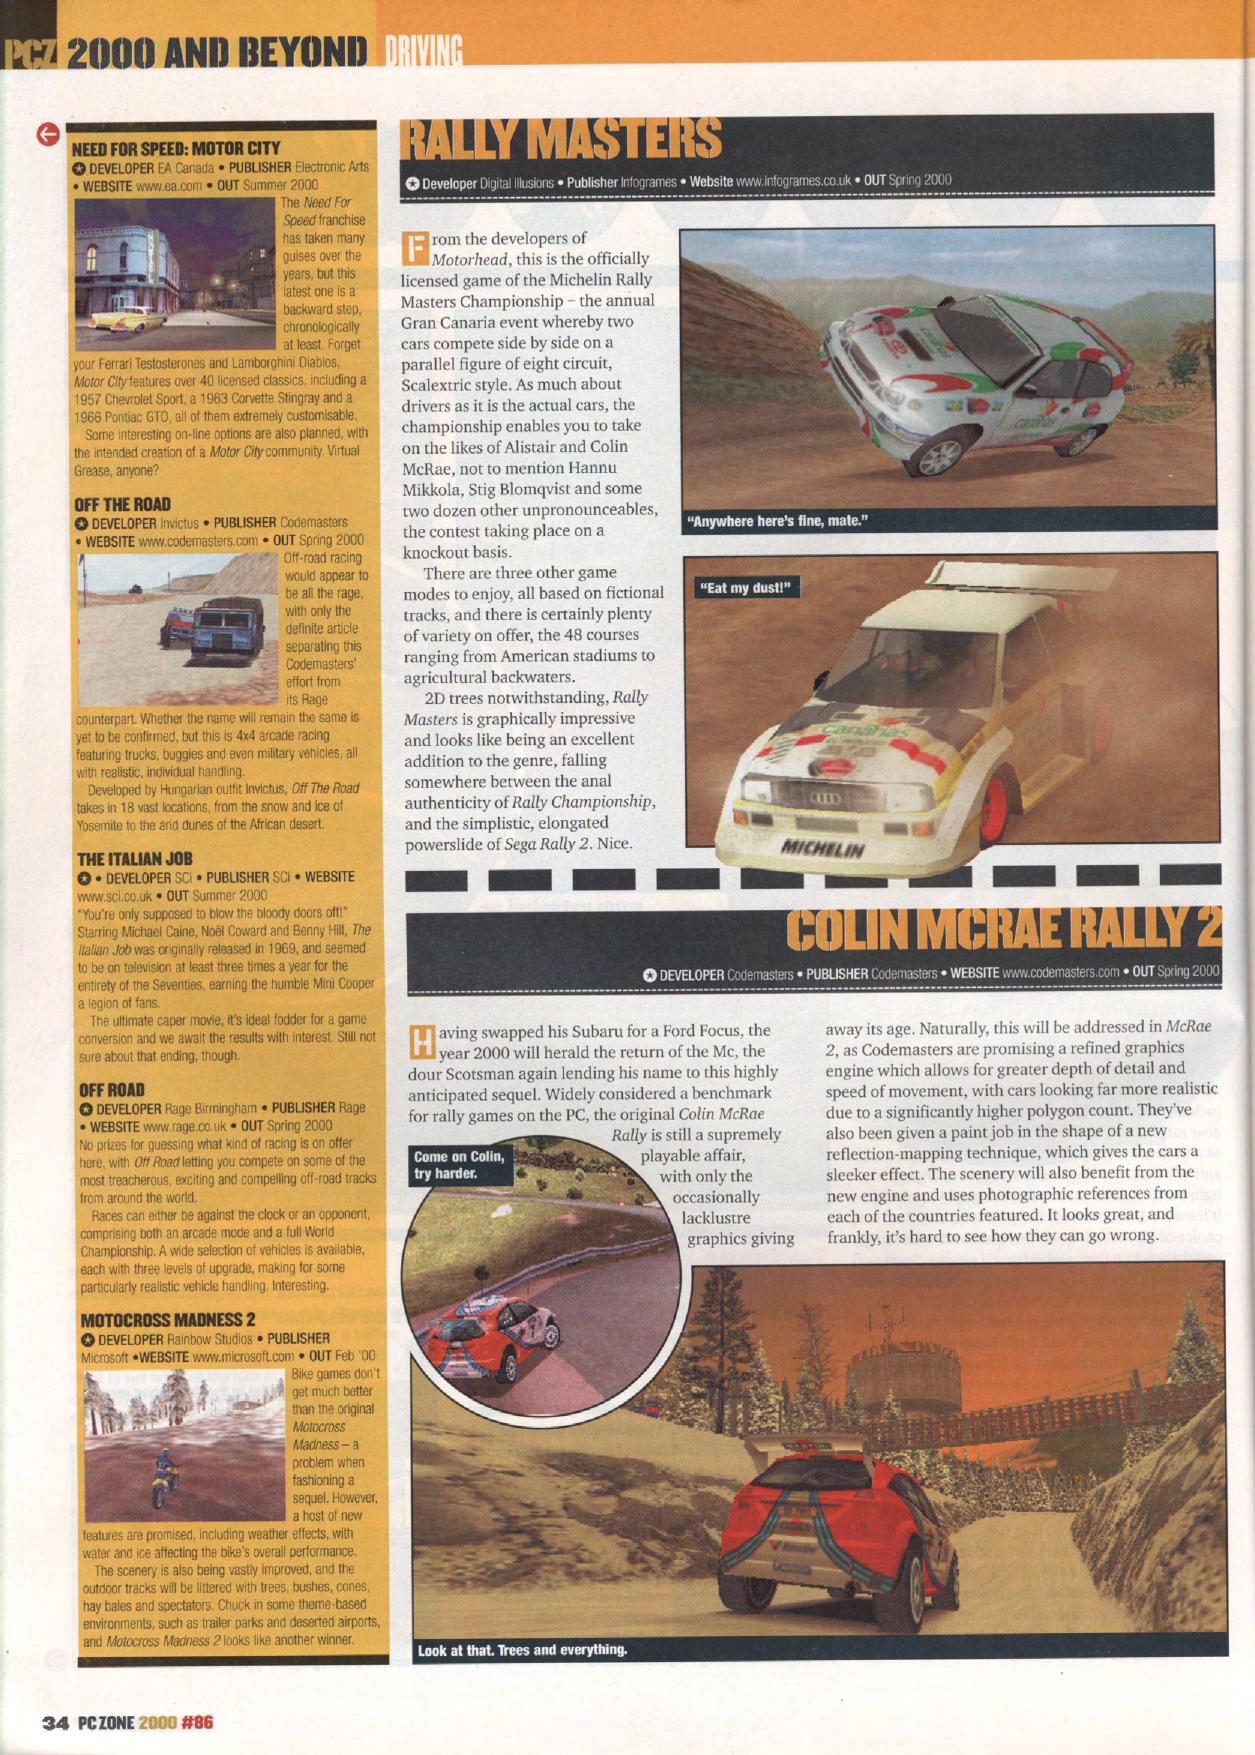 PCZ 2000 AND BEYOND DRIVING
NEED FOR SPEED: MOTOR CITY
DEVELOPER EA Canada • PUBLISHER Electronic Arts
• WEBSITE www.ea.com • OUT Summer 2000
The Need For
Speed franchise
has taken many
guises over the
years, but this
latest one is a
backward step,
chronologically
at least. Forget
your Ferrari Testosterones and Lamborghini Diablos,
Motor City features over 40 licensed classics, including a
1957 Chevrolet Sport, a 1963 Corvette Stingray and a
1966 Pontiac GTO, all of them extremely customisable.
Some interesting on-line options are also planned, with
the intended creation of a Motor City community. Virtual
Grease, anyone?
OFF THE ROAD
DEVELOPER Invictus • PUBLISHER Codemasters
• WEBSITE www.codemasters.com • OUT Spring 2000
Off-road racing
would appear to
be all the rage,
with only the
definite article
separating this
Codemasters'
effort from
its Rage
counterpart. Whether the name will remain the same is
yet to be confirmed, but this is 4x4 arcade racing
featuring trucks, buggies and even military vehicles, all
with realistic, individual handling.
Developed by Hungarian outfit Invictus, Off The Road
takes in 18 vast locations, from the snow and ice of
Yosemite to the arid dunes of the African desert.
THE ITALIAN JOB
• DEVELOPER SCi • PUBLISHER SCi • WEBSITE
www.sci.co.uk • OUT Summer 2000
"You're only supposed to blow the bloody doors off!"
Starring Michael Caine, Noël Coward and Benny Hill, The
Italian Job was originally released in 1969, and seemed
to be on television at least three times a year for the
entirety of the Seventies, earning the humble Mini Cooper
a legion of fans.
The ultimate caper movie, it's ideal fodder for a game
conversion and we await the results with interest. Still not
sure about that ending, though.
OFF ROAD
DEVELOPER Rage Birmingham • PUBLISHER Rage
• WEBSITE www.rage.co.uk • OUT Spring 2000
No prizes for guessing what kind of racing is on offer
here, with Off Road letting you compete on some of the
most treacherous, exciting and compelling off-road tracks
from around the world.
Races can either be against the clock or an opponent,
comprising both an arcade mode and a full World
Championship. A wide selection of vehicles is available,
each with three levels of upgrade, making for some
particularly realistic vehicle handling. Interesting.
MOTOCROSS MADNESS 2
DEVELOPER Rainbow Studios • PUBLISHER
Microsoft •WEBSITE www.microsoft.com • OUT Feb '00
Bike games don't
get much better
than the original
Motocross
Madness – a
problem when
fashioning a
sequel. However,
a host of new
features are promised, including weather effects, with
water and ice affecting the bike's overall performance.
The scenery is also being vastly improved, and the
outdoor tracks will be littered with trees, bushes, cones,
hay bales and spectators. Chuck in some theme-based
environments, such as trailer parks and deserted airports,
and Motocross Madness 2 looks like another winner.
RALLY MASTERS
Developer Digital Illusions • Publisher Infogrames • Website www.infogrames.co.uk • OUT Spring 2000
From the developers of
Motorhead, this is the officially
licensed game of the Michelin Rally
Masters Championship – the annual
Gran Canaria event whereby two
cars compete side by side on a
parallel figure of eight circuit,
Scalextric style. As much about
drivers as it is the actual cars, the
championship enables you to take
on the likes of Alistair and Colin
McRae, not to mention Hannu
Mikkola, Stig Blomqvist and some
two dozen other unpronounceables,
the contest taking place on a
knockout basis.
There are three other game
modes to enjoy, all based on fictional
tracks, and there is certainly plenty
of variety on offer, the 48 courses
ranging from American stadiums to
agricultural backwaters.
2D trees notwithstanding, Rally
Masters is graphically impressive
and looks like being an excellent
addition to the genre, falling
somewhere between the anal
authenticity of Rally Championship,
and the simplistic, elongated
powerslide of Sega Rally 2. Nice.
"Anywhere here's fine, mate."
"Eat my dust!"
canarias
MICHELIN
COLIN MCRAE RALLY 2
DEVELOPER Codemasters • PUBLISHER Codemasters • WEBSITE www.codemasters.com • OUT Spring 2000
Having swapped his Subaru for a Ford Focus, the
year 2000 will herald the return of the Mc, the
dour Scotsman again lending his name to this highly
anticipated sequel. Widely considered a benchmark
for rally games on the PC, the original Colin McRae
Rally is still a supremely
playable affair,
with only the
occasionally
lacklustre
graphics giving
away its age. Naturally, this will be addressed in McRae
2, as Codemasters are promising a refined graphics
engine which allows for greater depth of detail and
speed of movement, with cars looking far more realistic
due to a significantly higher polygon count. They've
also been given a paint job in the shape of a new
reflection-mapping technique, which gives the cars a
sleeker effect. The scenery will also benefit from the
new engine and uses photographic references from
each of the countries featured. It looks great, and
frankly, it's hard to see how they can go wrong.
Come on Colin,
try harder.
Look at that. Trees and everything.
34 PC ZONE 2000 #86